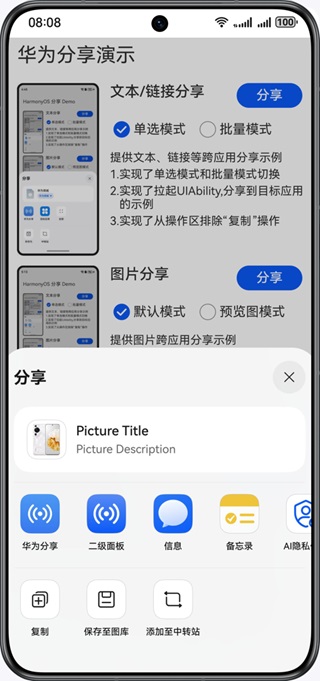 08:08
100
华为分享演示
HarmonyOS 分享 Demo
文本/链接分享
分享
单选模式
批量模式
提供文本、链接等跨应用分享示例
1.实现了单选模式和批量模式切换
2.实现了拉起UIAbility,分享到目标应用
的示例
3.实现了从操作区排除“复制”操作
HarmonyOS 分享 Demo
图片分享
分享
默认模式
预览图模式
提供图片跨应用分享示例
分享
Picture Title
Picture Description
华为分享
二级面板
信息
备忘录
AI隐私
复制
保存至图库
添加至中转站